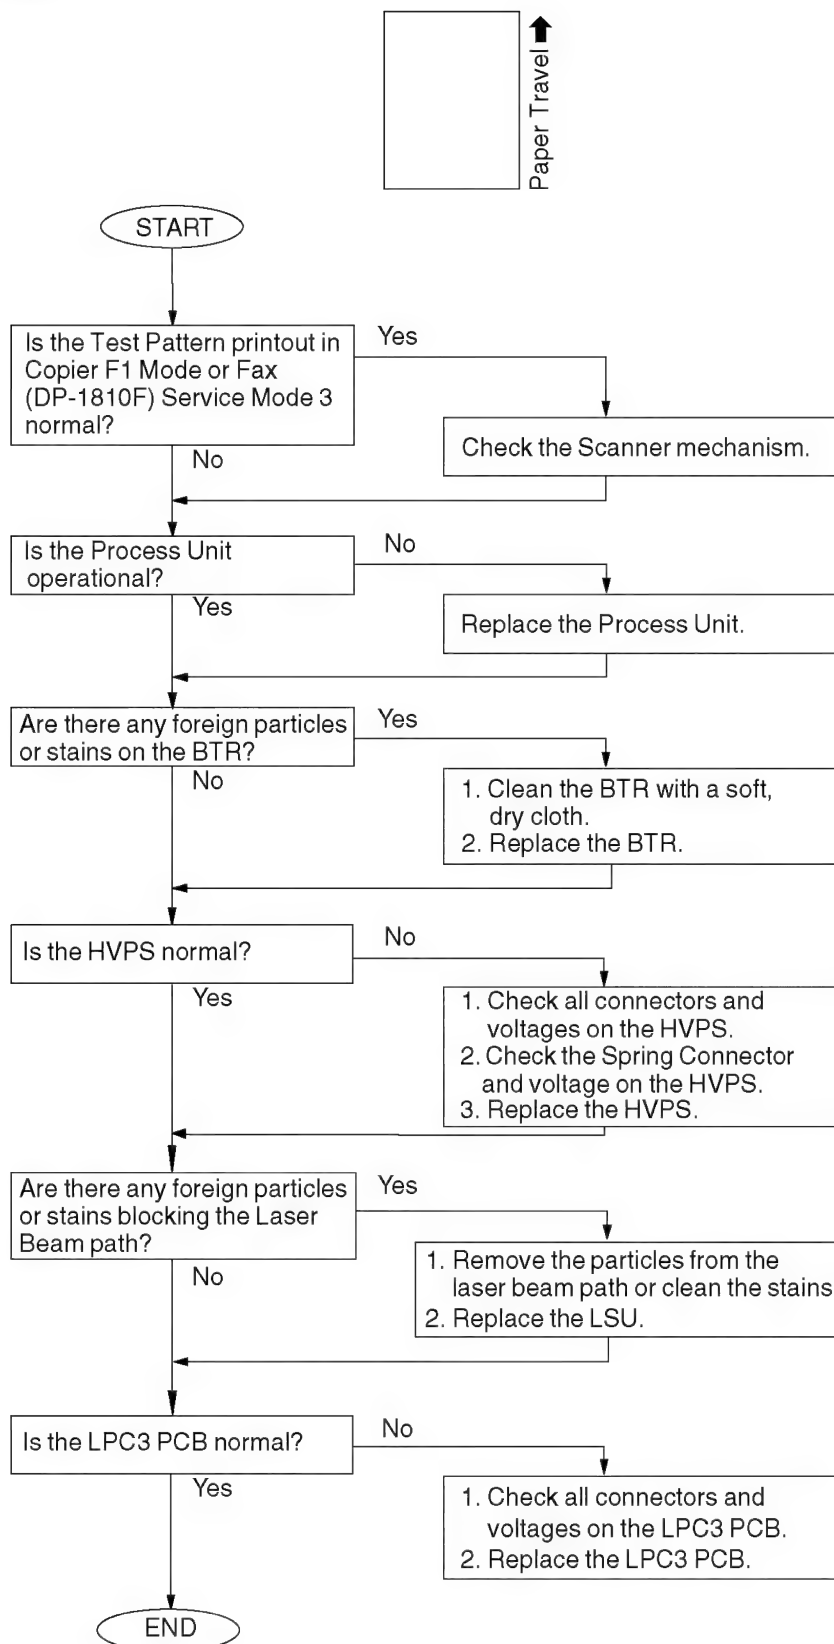 Paper Travel
START
Is the Test Pattern printout in
Copier F1 Mode or Fax
(DP-1810F) Service Mode 3
normal?
Yes
Check the Scanner mechanism.
No
Is the Process Unit
operational?
No
Replace the Process Unit.
Yes
Are there any foreign particles
or stains on the BTR?
Yes
1. Clean the BTR with a soft,
dry cloth.
2. Replace the BTR.
No
Is the HVPS normal?
No
1. Check all connectors and
voltages on the HVPS.
2. Check the Spring Connector
and voltage on the HVPS.
3. Replace the HVPS.
Yes
Are there any foreign particles
or stains blocking the Laser
Beam path?
Yes
1. Remove the particles from the
laser beam path or clean the stains
2. Replace the LSU.
No
Is the LPC3 PCB normal?
No
1. Check all connectors and
voltages on the LPC3 PCB.
2. Replace the LPC3 PCB.
Yes
END